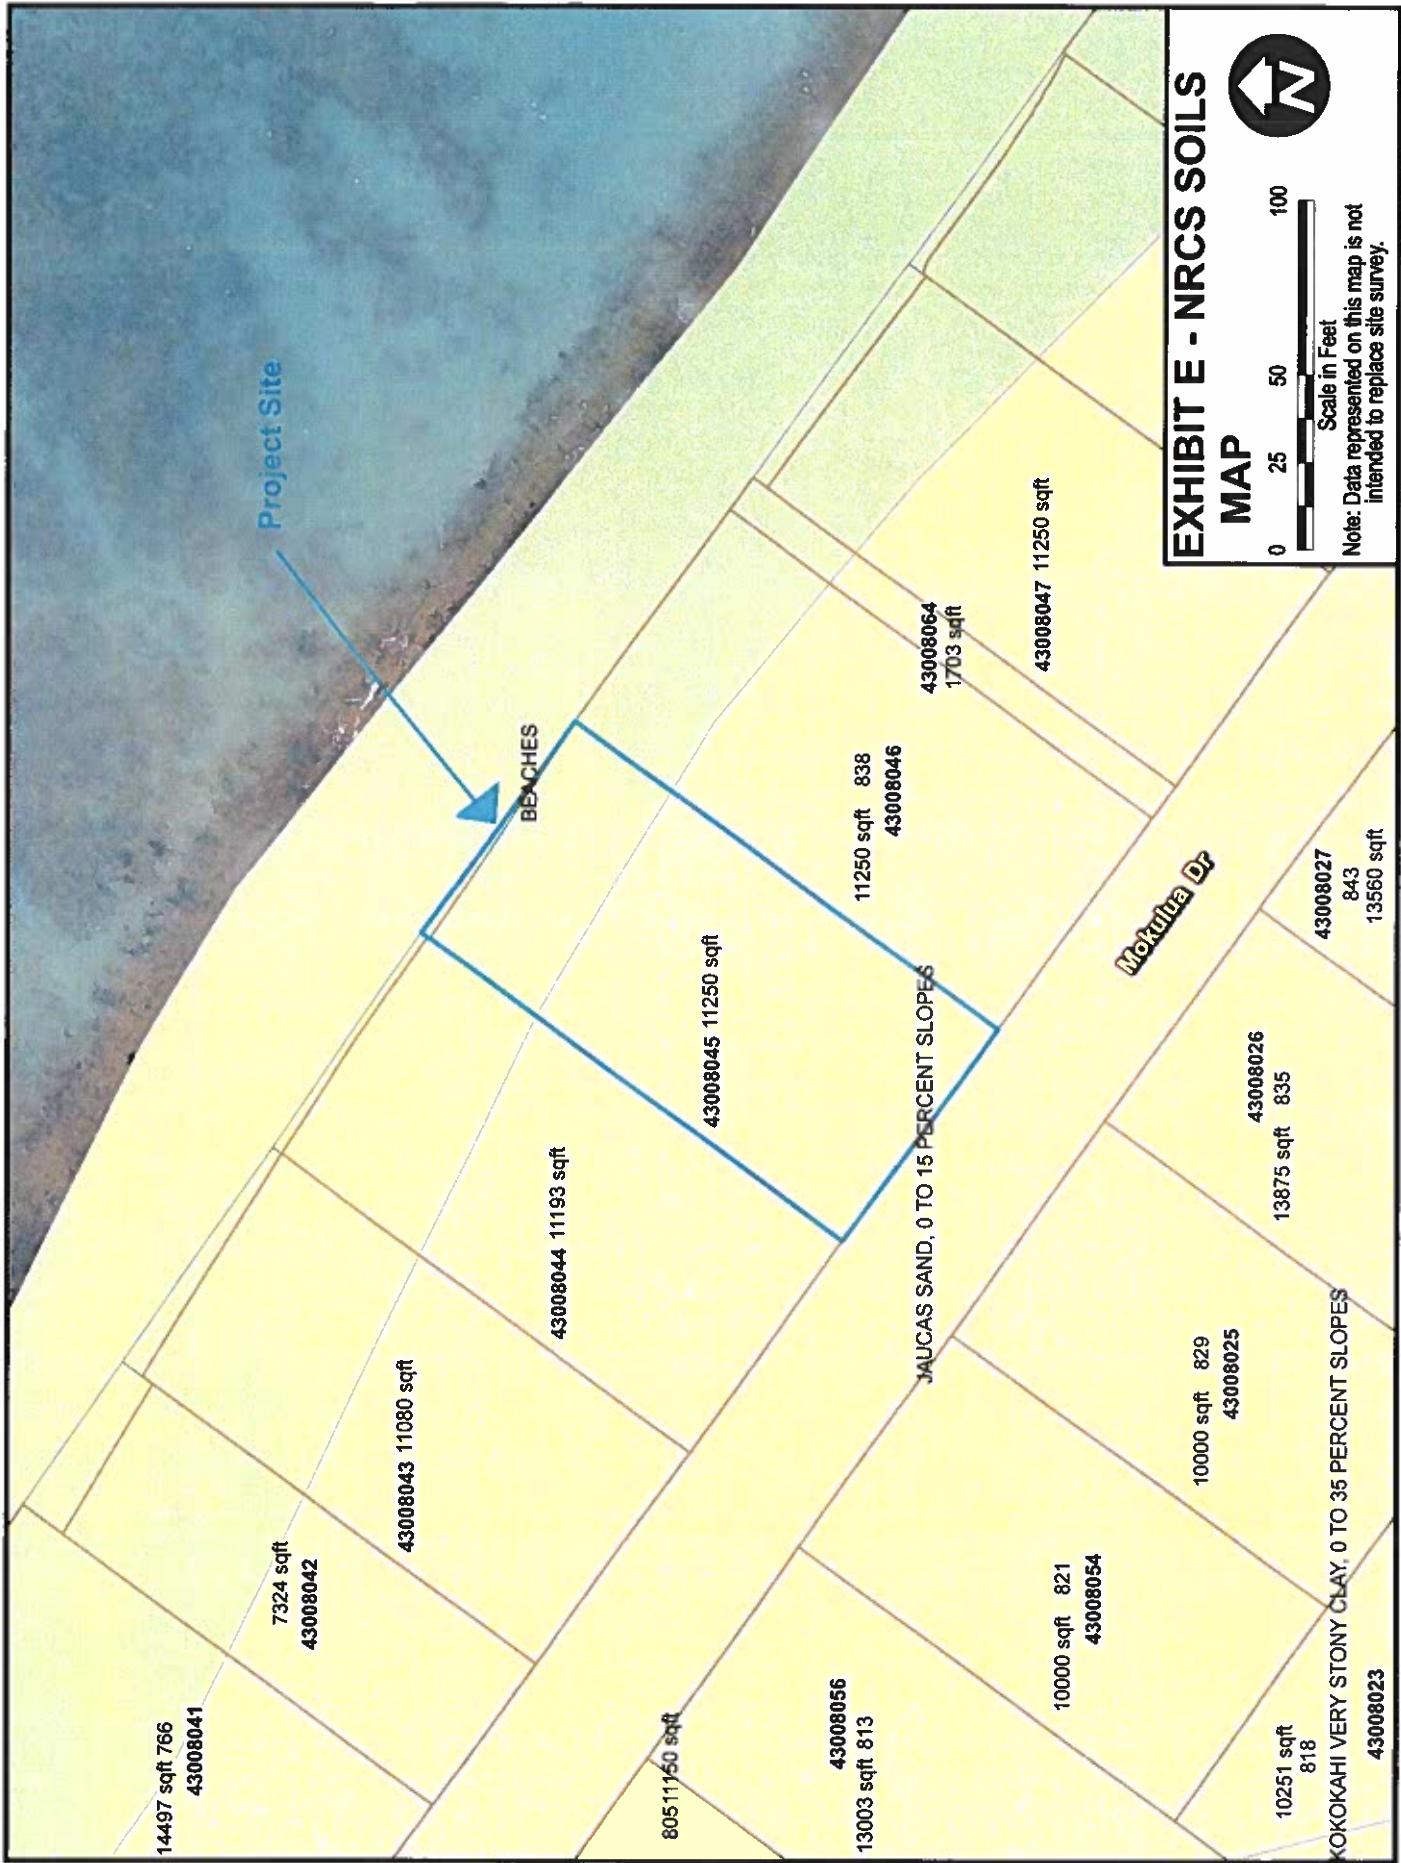 Project Site
BEACHES
14497 sqft 766
43008041
7324 sqft
43008042
43008043 11080 sqft
43008044 11193 sqft
43008045 11250 sqft
11250 sqft 838
43008046
43008064
1703 sqft
43008047 11250 sqft
JAUCAS SAND, 0 TO 15 PERCENT SLOPES
Mokulua Dr
43008056
13003 sqft 813
10000 sqft 821
43008054
10000 sqft 829
43008025
43008026
13875 sqft 835
43008027
843
13560 sqft
10251 sqft
818
KOKOKAHI VERY STONY CLAY, 0 TO 35 PERCENT SLOPES
43008023
EXHIBIT E - NRCS SOILS
MAP
N
0 25 50 100
Scale in Feet
Note: Data represented on this map is not
intended to replace site survey.